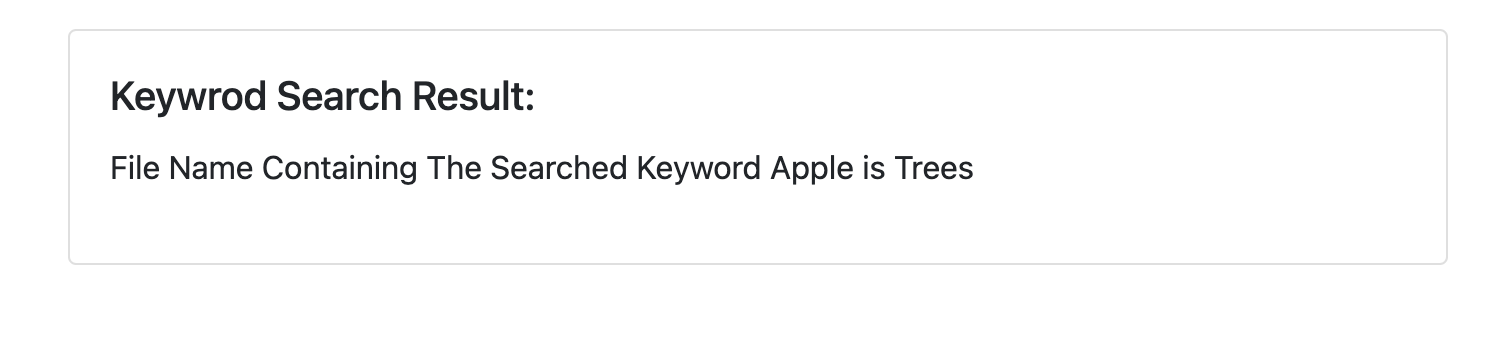 Keywrod Search Result:
File Name Containing The Searched Keyword Apple is Trees